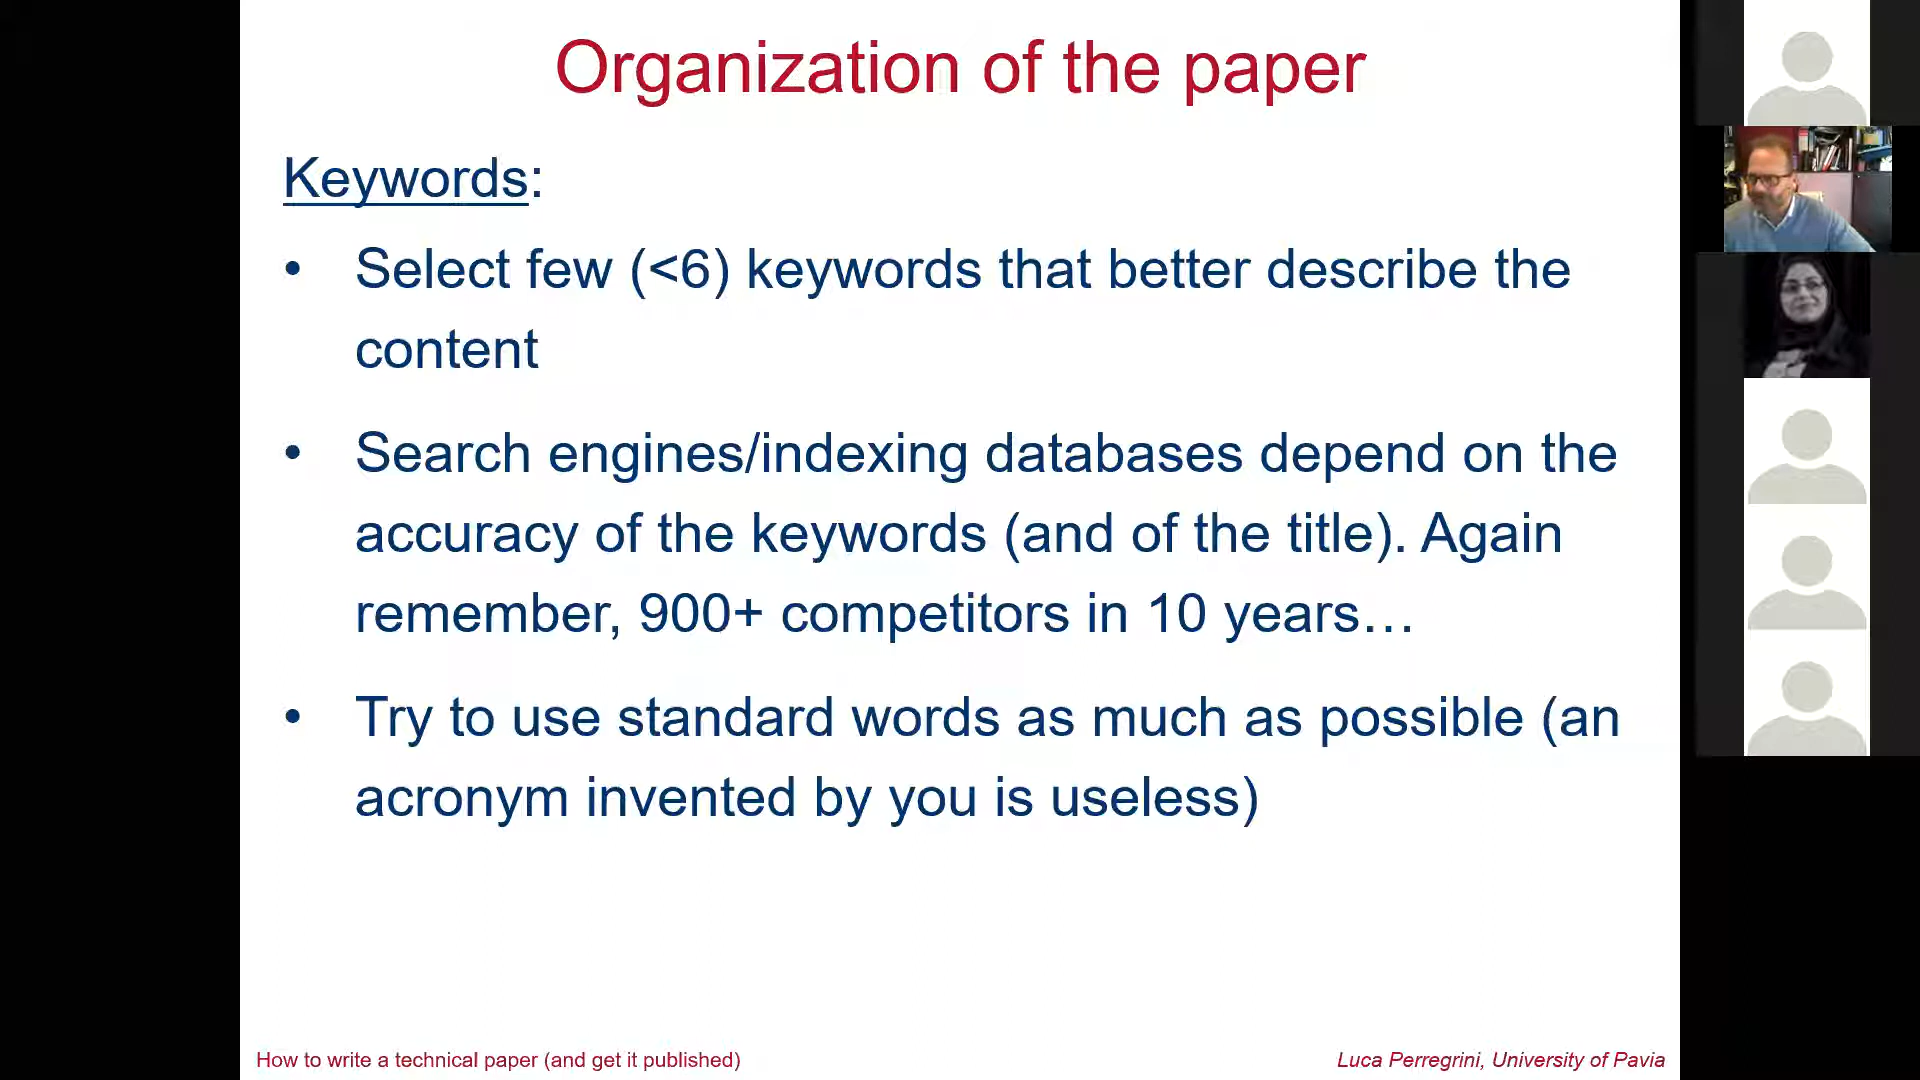 Organization of the paper
Keywords:
• Select few (<6) keywords that better describe the
content
• Search engines/indexing databases depend on the
accuracy of the keywords (and of the title). Again
remember, 900+ competitors in 10 years…
• Try to use standard words as much as possible (an
acronym invented by you is useless)
How to write a technical paper (and get it published)
Luca Perregrini, University of Pavia